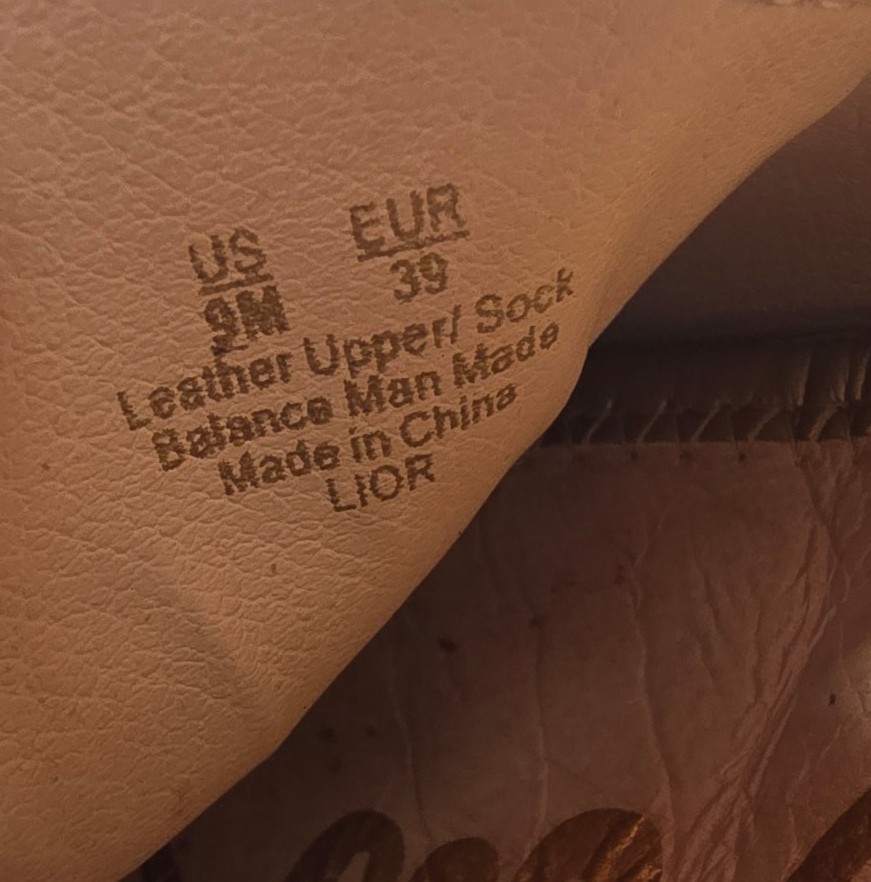 US EUR
9M 39
Leather Upper/ Sock
Balance Man Made
Made in China
LIOR